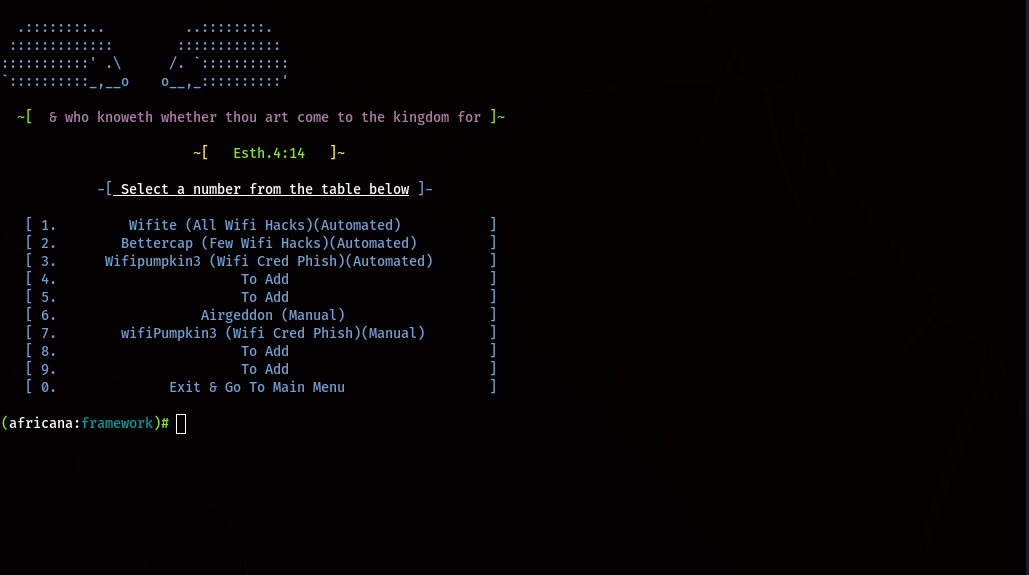 .::::::::..          ..::::::::.
:::::::::::::        :::::::::::::
:::::::::::' .\      /. `:::::::::::
`::::::::::_,__o    o__,_::::::::::'
~[  & who knoweth whether thou art come to the kingdom for ]~
~[   Esth.4:14   ]~
-[ Select a number from the table below ]-
[ 1.         Wifite (All Wifi Hacks)(Automated)           ]
[ 2.        Bettercap (Few Wifi Hacks)(Automated)         ]
[ 3.      Wifipumpkin3 (Wifi Cred Phish)(Automated)       ]
[ 4.                       To Add                         ]
[ 5.                       To Add                         ]
[ 6.                  Airgeddon (Manual)                  ]
[ 7.        wifiPumpkin3 (Wifi Cred Phish)(Manual)        ]
[ 8.                       To Add                         ]
[ 9.                       To Add                         ]
[ 0.              Exit & Go To Main Menu                  ]
(africana:framework)#